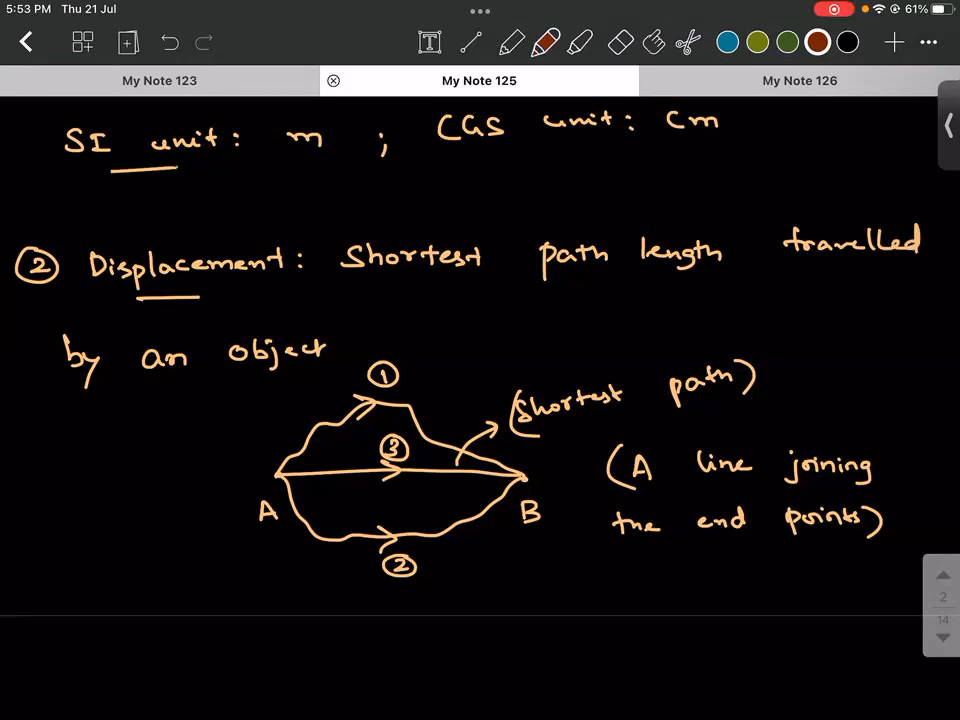 5:53 PM Thu 21 Jul
61%
My Note 123
My Note 125
My Note 126
SI unit: m ; CGS unit: cm
② Displacement: Shortest path length travelled
by an object
①
(Shortest path)
③
(A line joining
A
B
the end points)
②
2
14